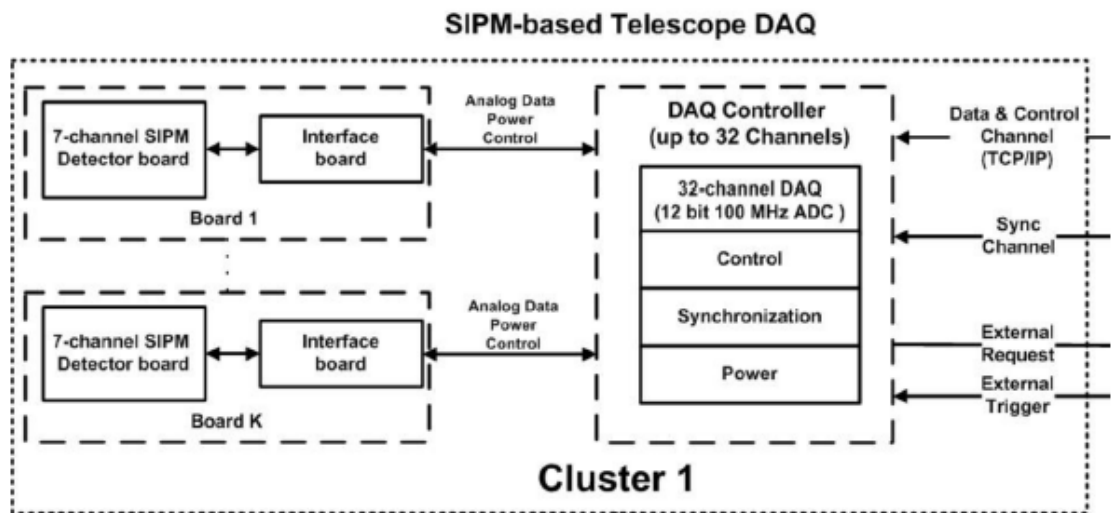 SIPM-based Telescope DAQ
7-channel SIPM
Detector board
Interface
board
Board 1
Analog Data
Power
Control
DAQ Controller
(up to 32 Channels)
32-channel DAQ
(12 bit 100 MHz ADC )
Control
Synchronization
Power
Data & Control
Channel
(TCP/IP)
Sync
Channel
External
Request
External
Trigger
7-channel SIPM
Detector board
Interface
board
Board K
Analog Data
Power
Control
Cluster 1